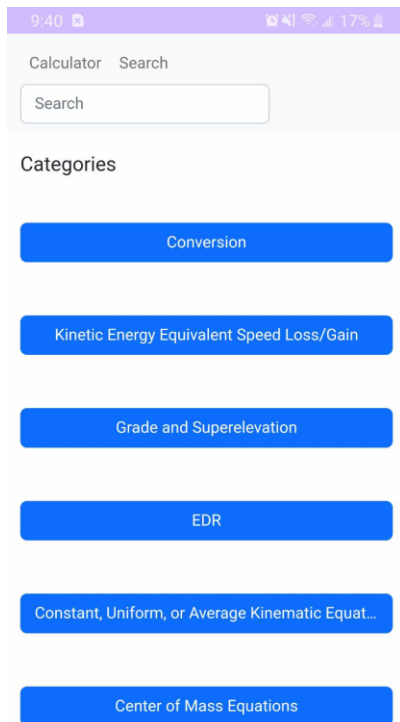 9:40 17%
Calculator Search
Search
Categories
Conversion
Kinetic Energy Equivalent Speed Loss/Gain
Grade and Superelevation
EDR
Constant, Uniform, or Average Kinematic Equat...
Center of Mass Equations